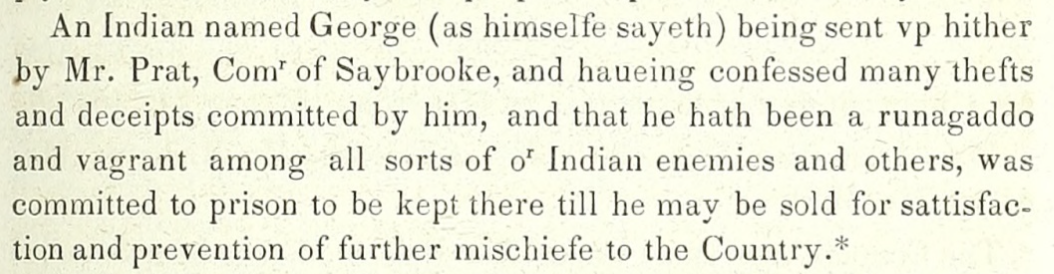 An Indian named George (as himselfe sayeth) being sent vp hither
by Mr. Prat, Comʳ of Saybrooke, and haueing confessed many thefts
and deceipts committed by him, and that he hath been a runagaddo
and vagrant among all sorts of oʳ Indian enemies and others, was
committed to prison to be kept there till he may be sold for sattisfac-
tion and prevention of further mischiefe to the Country.*